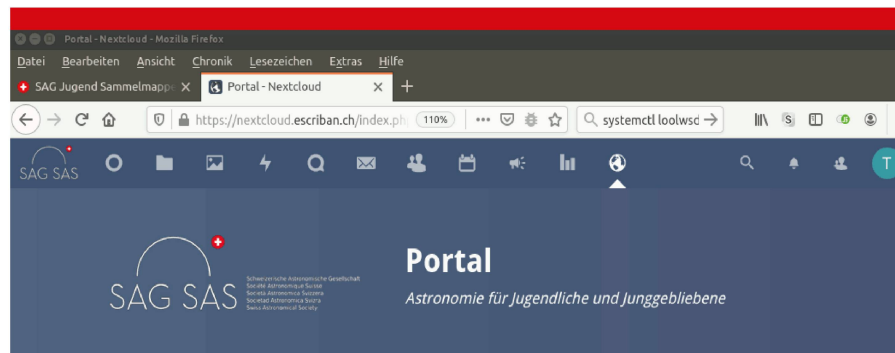 Portal - Nextcloud - Mozilla Firefox
Datei Bearbeiten Ansicht Chronik Lesezeichen Extras Hilfe
SAG Jugend Sammelmappe
Portal - Nextcloud
https://nextcloud.escriban.ch/index.ph 110%
systemctl loolwsd
SAG SAS
T
SAG SAS
Schweizerische Astronomische Gesellschaft
Société Astronomique Suisse
Società Astronomica Svizzera
Societad Astronomica Svizra
Swiss Astronomical Society
Portal
Astronomie für Jugendliche und Junggebliebene